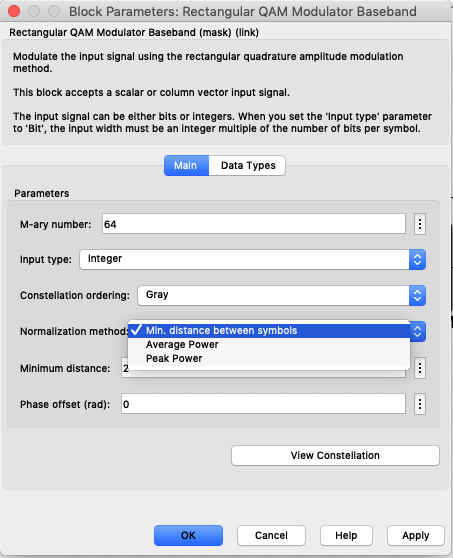 Block Parameters: Rectangular QAM Modulator Baseband
Rectangular QAM Modulator Baseband (mask) (link)
Modulate the input signal using the rectangular quadrature amplitude modulation
method.
This block accepts a scalar or column vector input signal.
The input signal can be either bits or integers. When you set the 'Input type' parameter
to 'Bit', the input width must be an integer multiple of the number of bits per symbol.
Main Data Types
Parameters
M-ary number: 64
Input type: Integer
Constellation ordering: Gray
Normalization method: Min. distance between symbols
Average Power
Peak Power
Minimum distance: 2
Phase offset (rad): 0
View Constellation
OK Cancel Help Apply